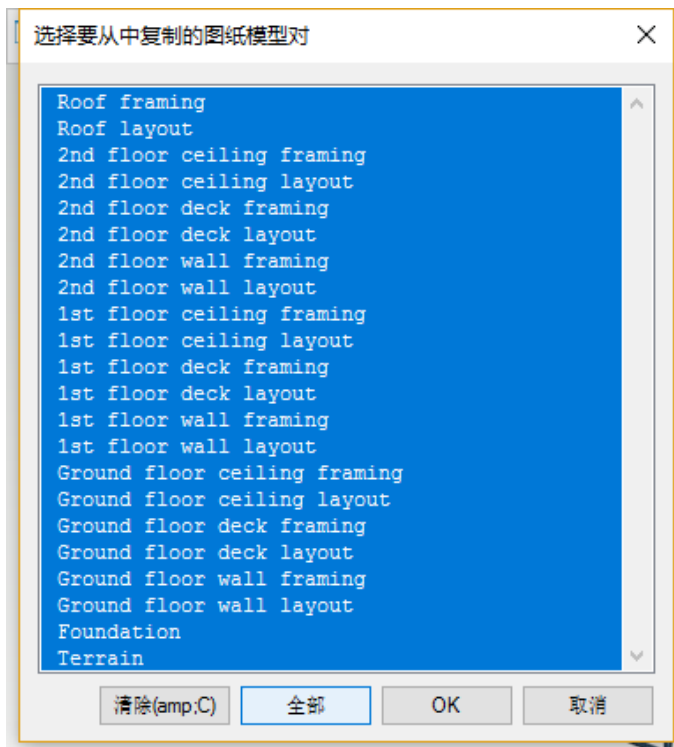 选择要从中复制的图纸模型对
Roof framing
Roof layout
2nd floor ceiling framing
2nd floor ceiling layout
2nd floor deck framing
2nd floor deck layout
2nd floor wall framing
2nd floor wall layout
1st floor ceiling framing
1st floor ceiling layout
1st floor deck framing
1st floor deck layout
1st floor wall framing
1st floor wall layout
Ground floor ceiling framing
Ground floor ceiling layout
Ground floor deck framing
Ground floor deck layout
Ground floor wall framing
Ground floor wall layout
Foundation
Terrain
清除(amp;C) 全部 OK 取消